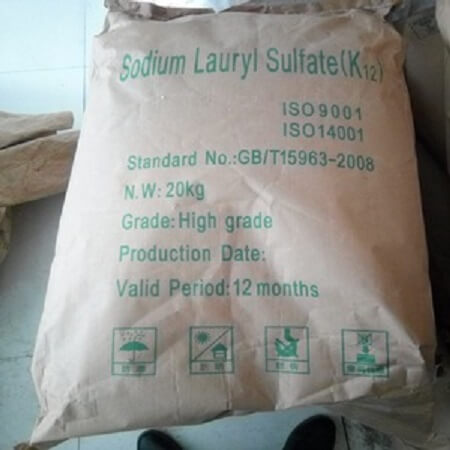 Sodium Lauryl Sulfate(K12)
ISO9001
ISO14001
Standard No.:GB/T15963-2008
N.W: 20kg
Grade: High grade
Production Date:
Valid Period: 12 months